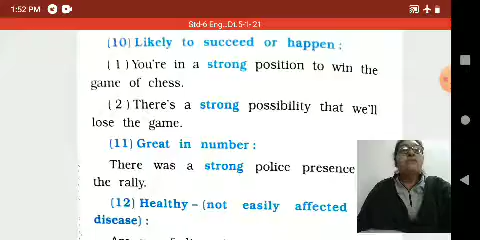 1:52 PM
Std-6 Eng.,Dt. 5-1- 21
(10) Likely to succeed or happen :
( 1 ) You're in a strong position to win the
game of chess.
( 2 ) There's a strong possibility that we'll
lose the game.
(11) Great in number :
There was a strong police presence
the rally.
(12) Healthy – (not easily affected
disease) :